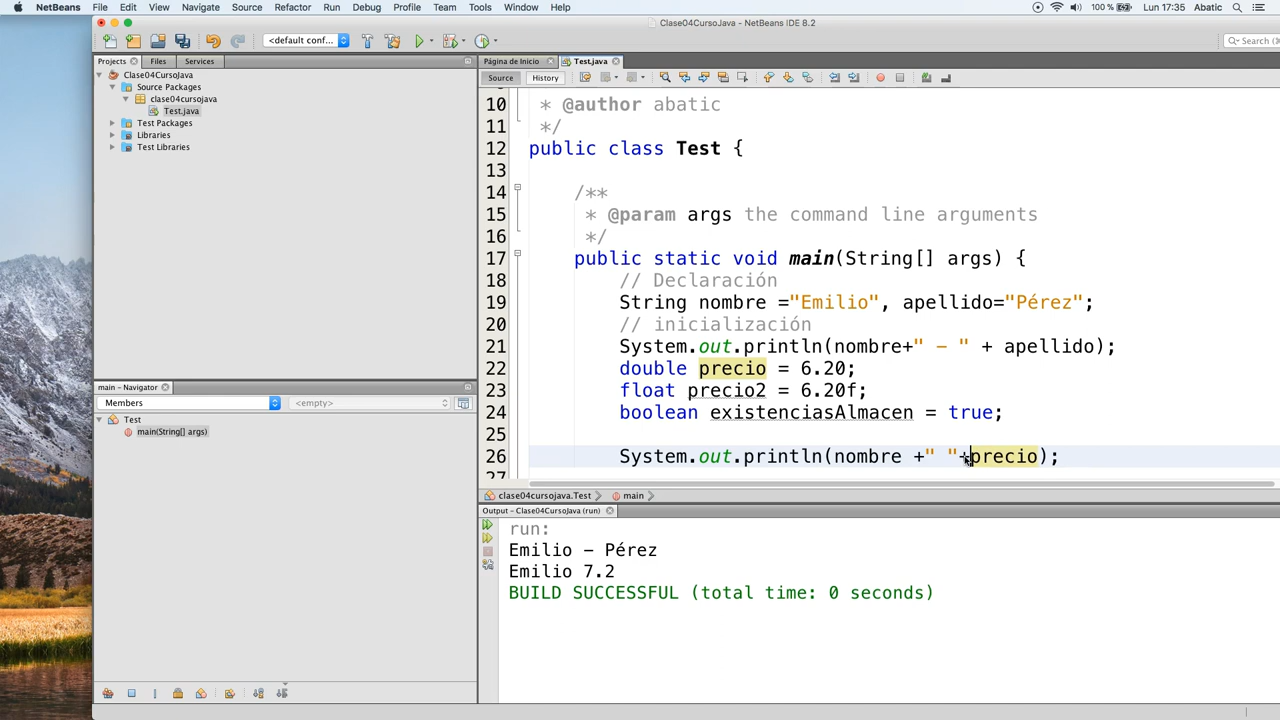 NetBeans File Edit View Navigate Source Refactor Run Debug Profile Team Tools Window Help 100 % Lun 17:35 Abatic
Clase04CursoJava - NetBeans IDE 8.2
<default conf... Search (
Projects Files Services
Clase04CursoJava
Source Packages
clase04cursojava
Test.java
Test Packages
Libraries
Test Libraries
main - Navigator
Members <empty>
Test
main(String[] args)
Página de Inicio Test.java
Source History
10 * @author abatic
11 */
12 public class Test {
13
14 /**
15 * @param args the command line arguments
16 */
17 public static void main(String[] args) {
18 // Declaración
19 String nombre ="Emilio", apellido="Pérez";
20 // inicialización
21 System.out.println(nombre+" - " + apellido);
22 double precio = 6.20;
23 float precio2 = 6.20f;
24 boolean existenciasAlmacen = true;
25
26 System.out.println(nombre +" "+precio);
27
clase04cursojava.Test main
Output - Clase04CursoJava (run)
run:
Emilio - Pérez
Emilio 7.2
BUILD SUCCESSFUL (total time: 0 seconds)